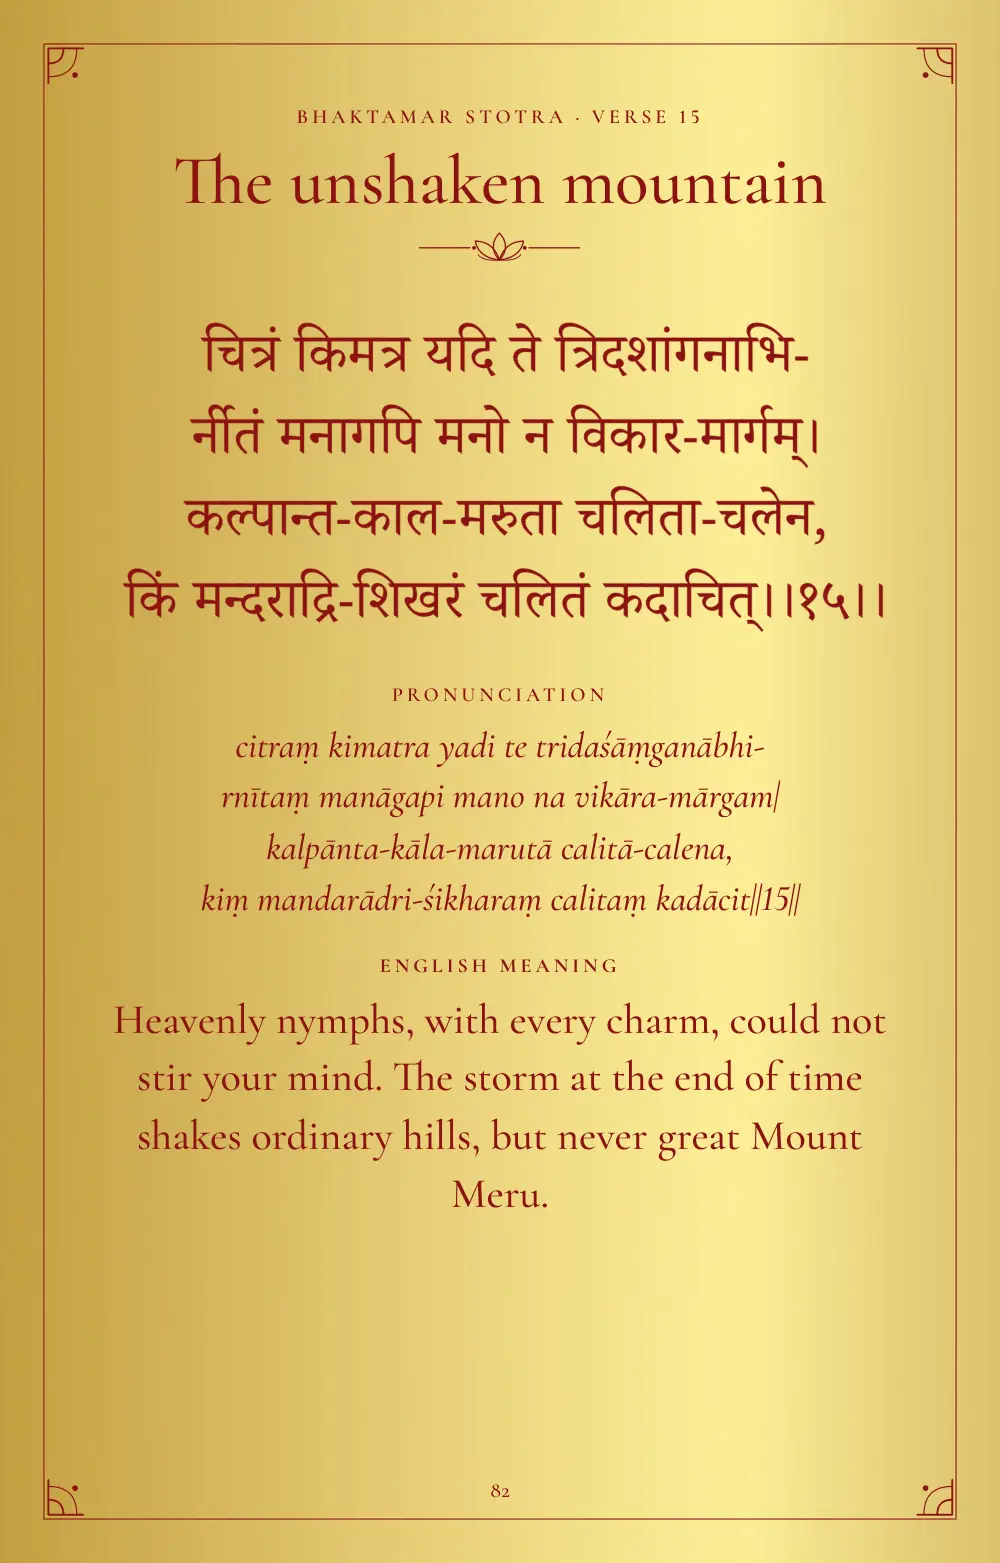 BHAKTAMAR STOTRA · VERSE 15
The unshaken mountain
चित्रं किमत्र यदि ते त्रिदशांगनाभि-
र्नीतं मनागपि मनो न विकार-मार्गम्।
कल्पान्त-काल-मरुता चलिता-चलेन,
किं मन्दराद्रि-शिखरं चलितं कदाचित्।।१५।।
PRONUNCIATION
citraṃ kimatra yadi te tridaśāṃganābhi-
rnītaṃ manāgapi mano na vikāra-mārgam|
kalpānta-kāla-marutā calitā-calena,
kiṃ mandarādri-śikharaṃ calitaṃ kadācit||15||
ENGLISH MEANING
Heavenly nymphs, with every charm, could not
stir your mind. The storm at the end of time
shakes ordinary hills, but never great Mount
Meru.
82